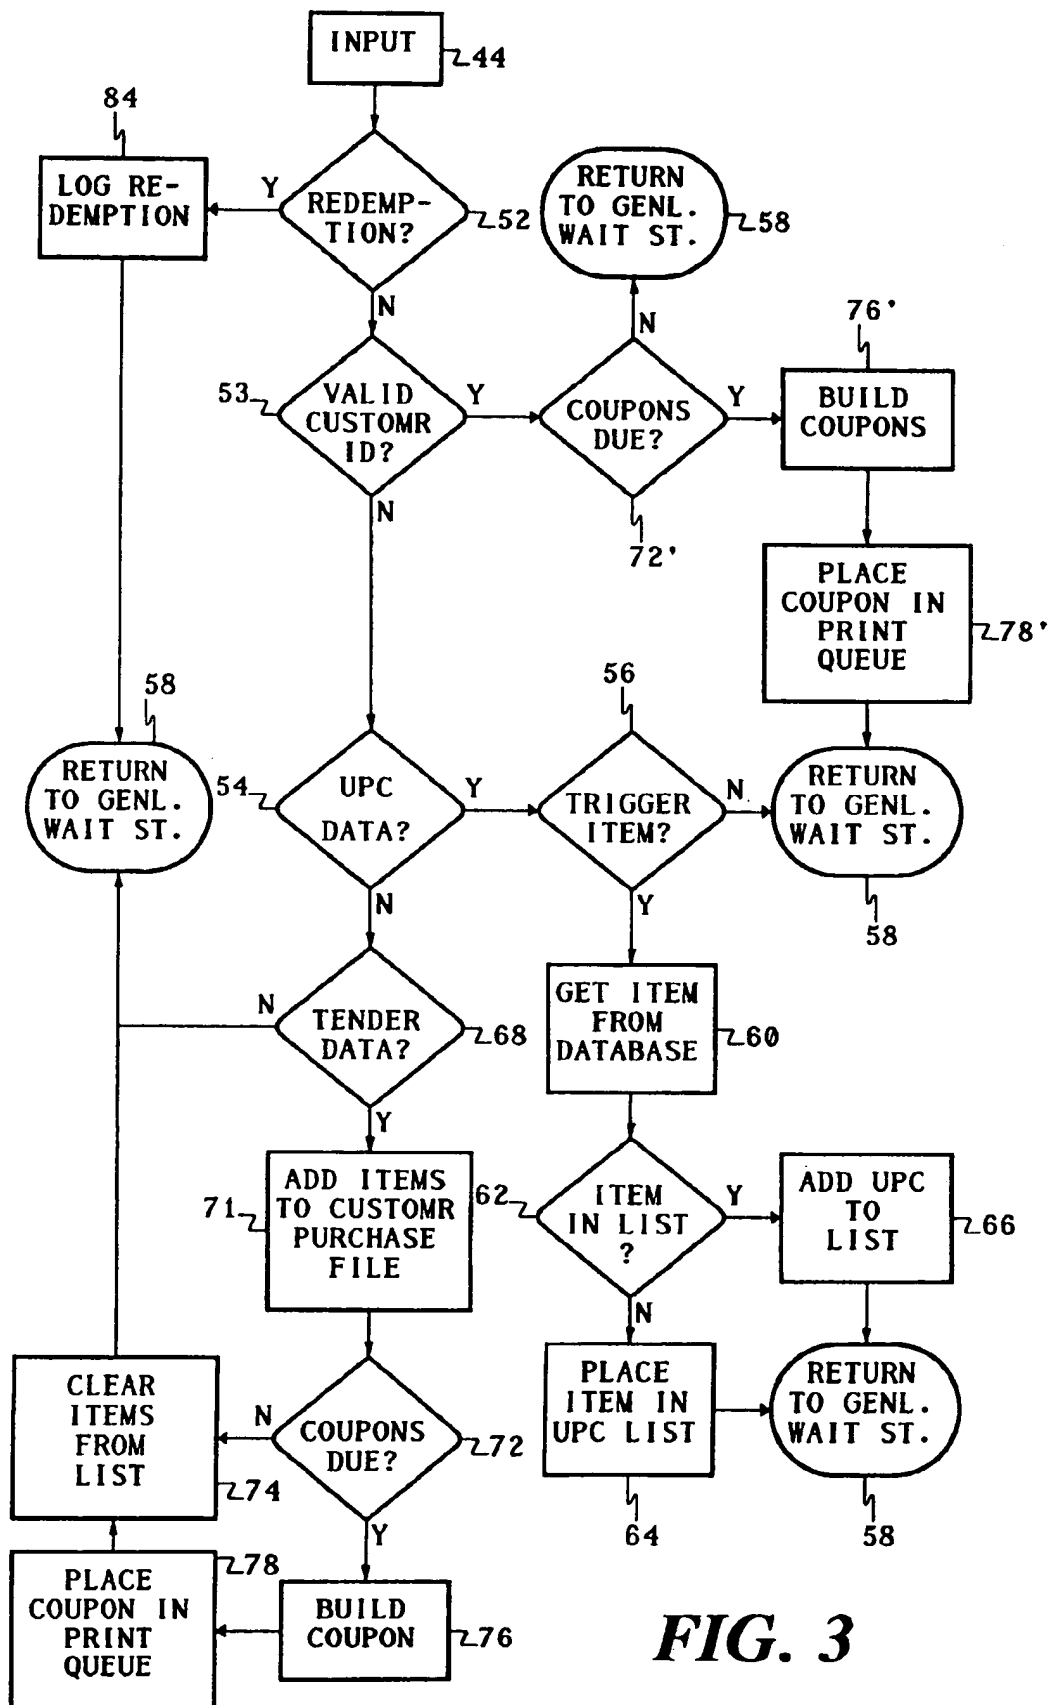 INPUT
44
84
LOG RE-
DEMPTION
Y
REDEMP-
TION?
52
N
RETURN
TO GENL.
WAIT ST.
58
N
76'
53
VALID
CUSTOMR
ID?
Y
COUPONS
DUE?
Y
BUILD
COUPONS
N
72'
PLACE
COUPON IN
PRINT
QUEUE
78'
58
RETURN
TO GENL.
WAIT ST.
54
UPC
DATA?
Y
56
TRIGGER
ITEM?
N
RETURN
TO GENL.
WAIT ST.
58
N
Y
N
TENDER
DATA?
68
GET ITEM
FROM
DATABASE
60
Y
71
ADD ITEMS
TO CUSTOMR
PURCHASE
FILE
62
ITEM
IN LIST
?
Y
ADD UPC
TO
LIST
66
N
CLEAR
ITEMS
FROM
LIST
74
N
COUPONS
DUE?
72
PLACE
ITEM IN
UPC LIST
64
RETURN
TO GENL.
WAIT ST.
58
Y
78
PLACE
COUPON IN
PRINT
QUEUE
BUILD
COUPON
76
FIG. 3